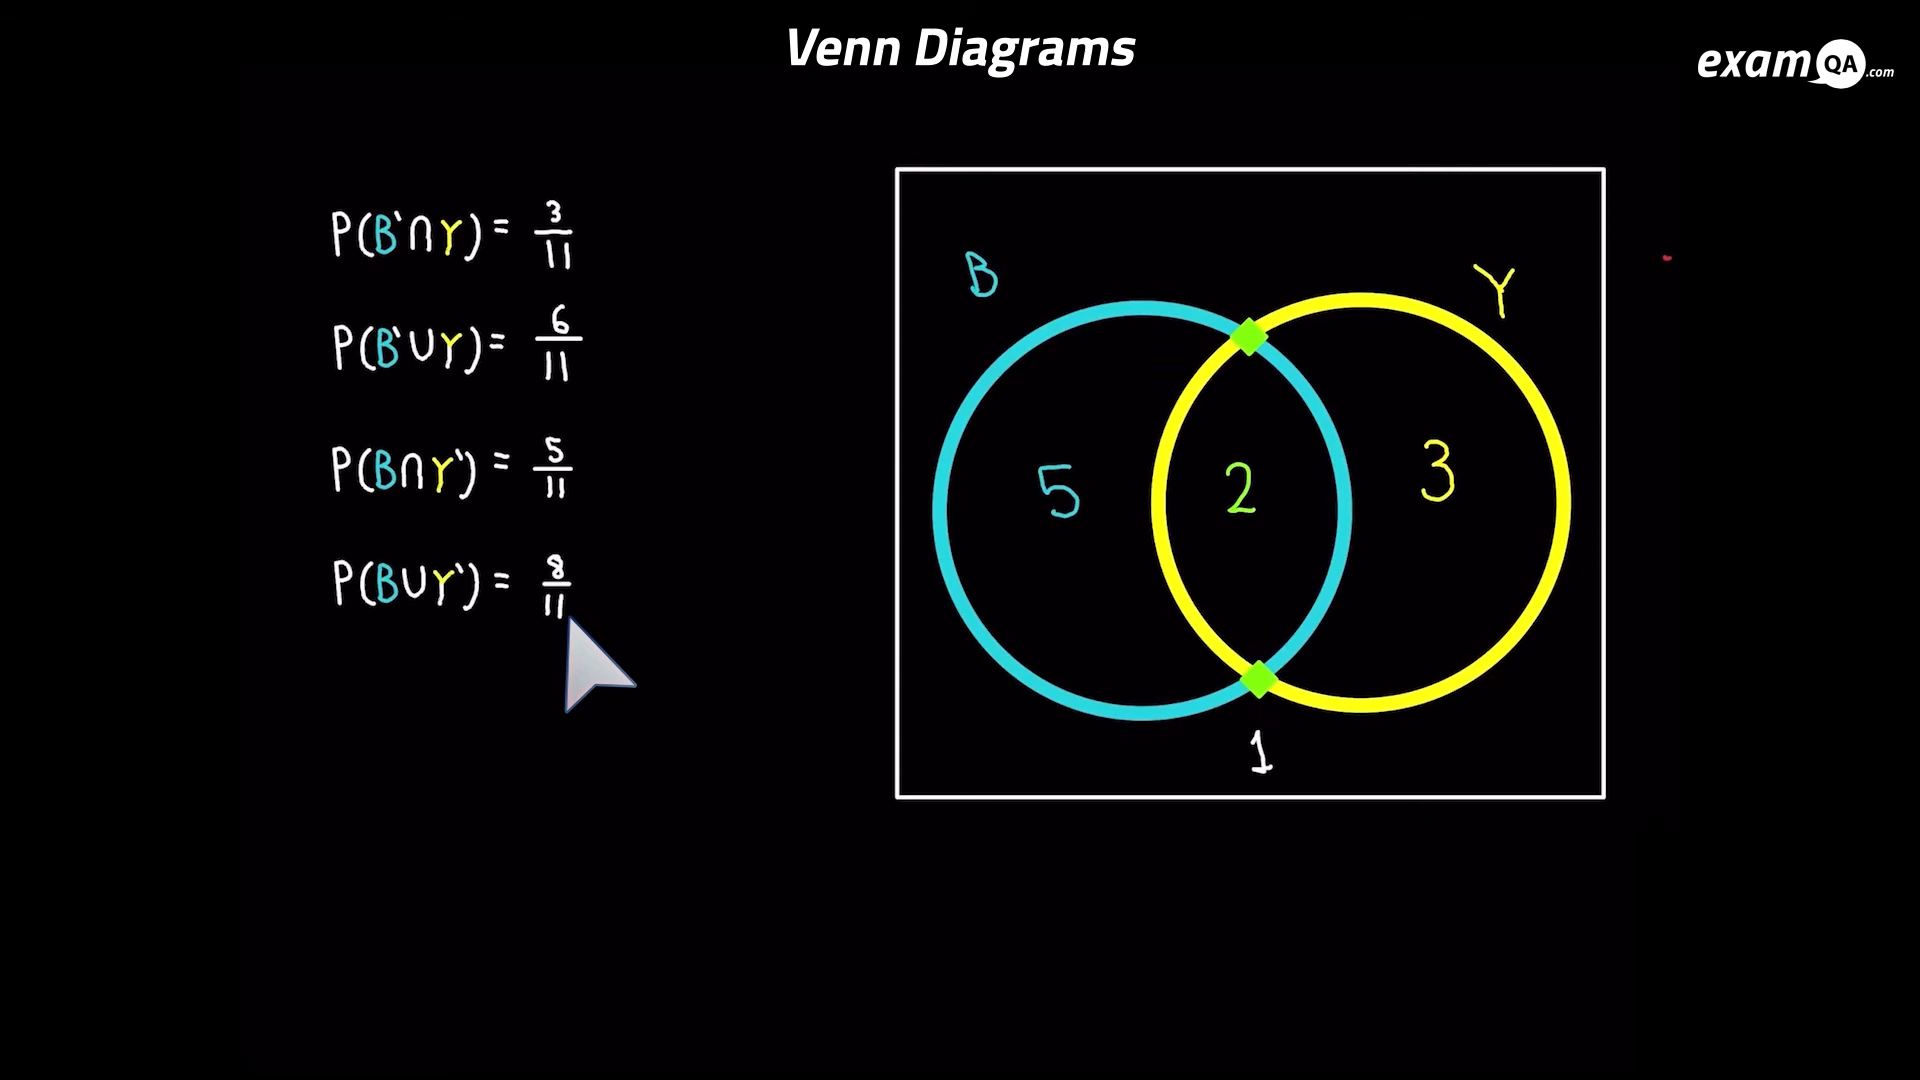 Venn Diagrams
examQA.com
P(B'∩Y) = 3/11
P(B'∪Y) = 6/11
P(B∩Y') = 5/11
P(B∪Y') = 8/11
B
Y
5
2
3
1